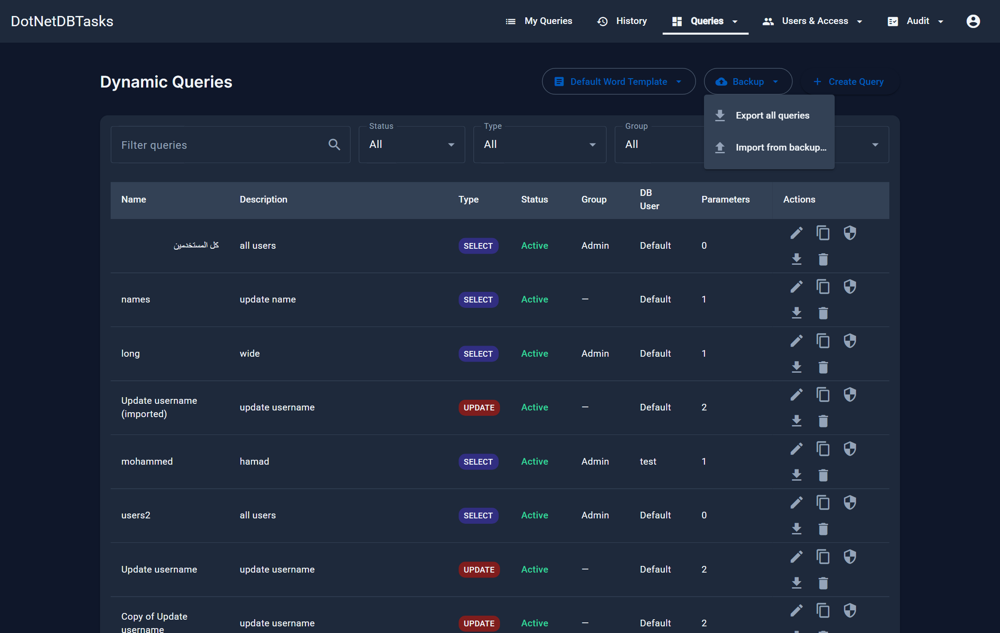 DotNetDBTasks
My Queries
History
Queries
Users & Access
Audit
Dynamic Queries
Default Word Template
Backup
Create Query
Export all queries
Import from backup...
Filter queries
Status
All
Type
All
Group
All
Name
Description
Type
Status
Group
DB
User
Parameters
Actions
كل المستخدمين
all users
SELECT
Active
Admin
Default
0
names
update name
SELECT
Active
—
Default
1
long
wide
SELECT
Active
Admin
Default
1
Update username
(imported)
update username
UPDATE
Active
—
Default
2
mohammed
hamad
SELECT
Active
Admin
test
1
users2
all users
SELECT
Active
Admin
Default
0
Update username
update username
UPDATE
Active
—
Default
2
Copy of Update
username
update username
UPDATE
Active
—
Default
2